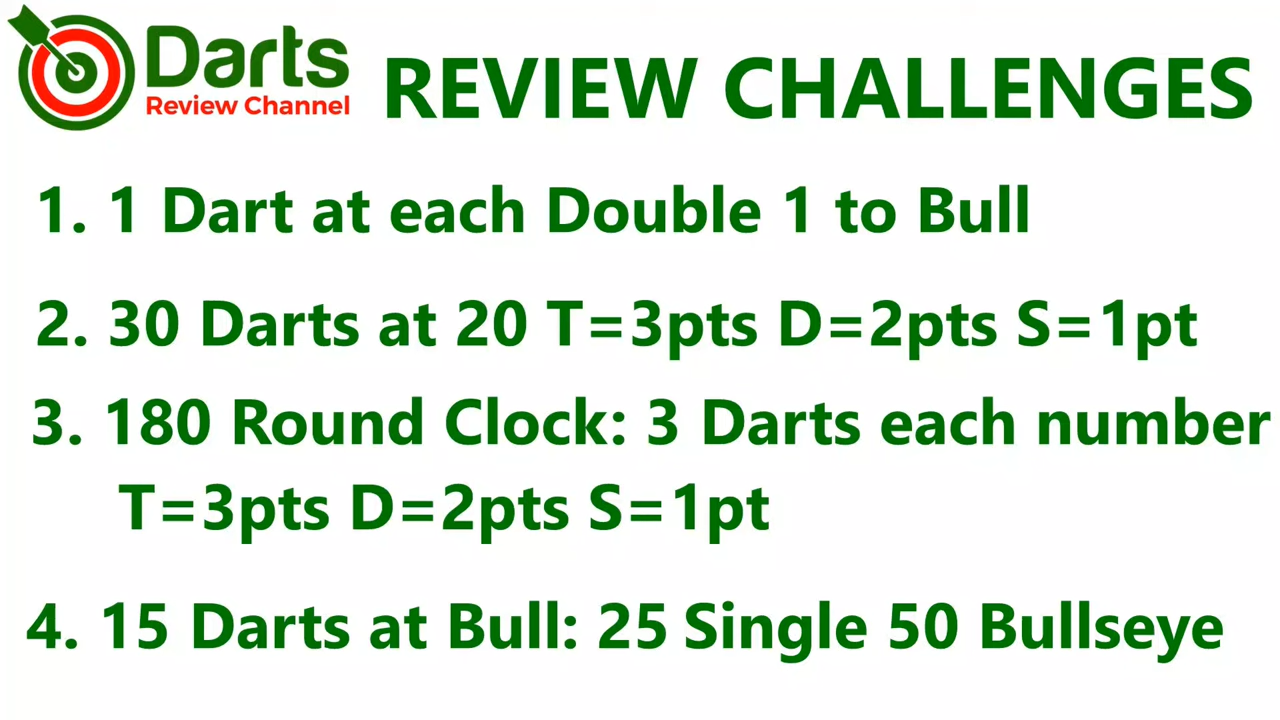 Darts
Review Channel
REVIEW CHALLENGES
1. 1 Dart at each Double 1 to Bull
2. 30 Darts at 20 T=3pts D=2pts S=1pt
3. 180 Round Clock: 3 Darts each number
T=3pts D=2pts S=1pt
4. 15 Darts at Bull: 25 Single 50 Bullseye